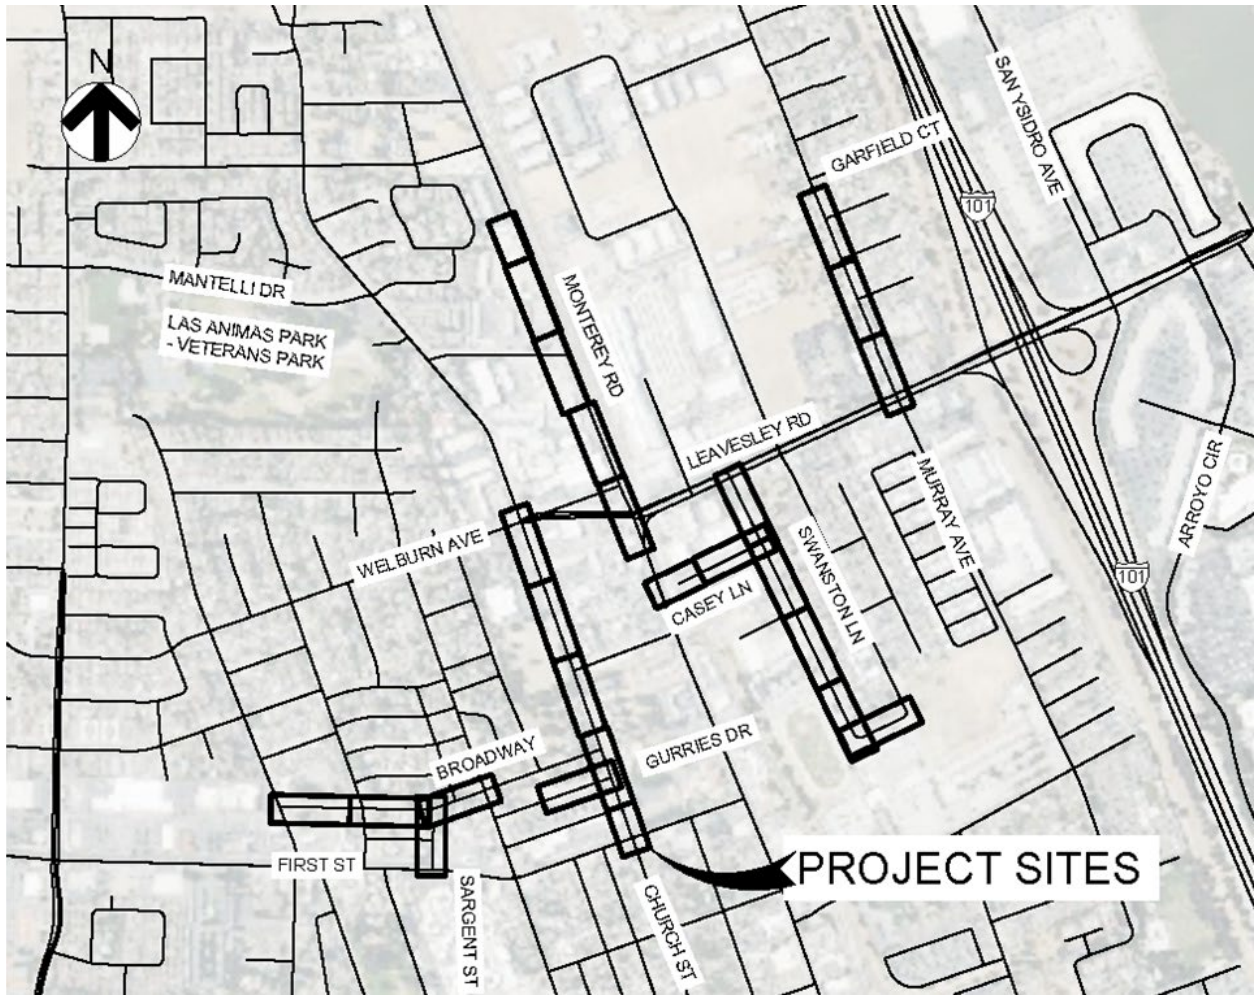 N
SAN YSIDRO AVE
GARFIELD CT
101
MANTELLI DR
MONTEREY RD
LAS ANIMAS PARK
- VETERANS PARK
LEAVESLEY RD
ARROYO CIR
MURRAY AVE
WELBURN AVE
SWANSTON LN
101
CASEY LN
BROADWAY
GURRIES DR
FIRST ST
PROJECT SITES
SARGENT ST
CHURCH ST